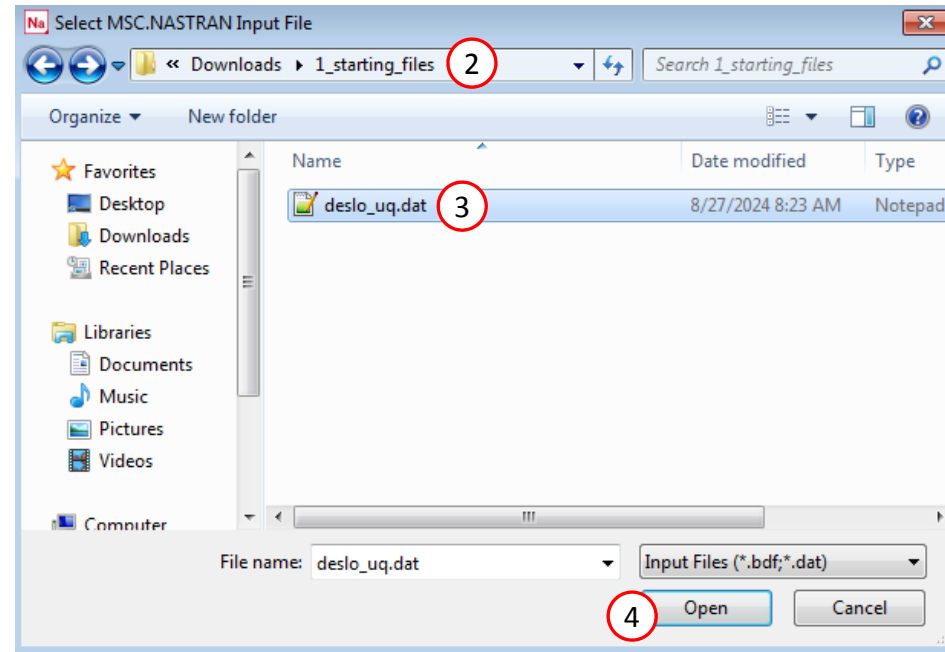 Na Select MSC.NASTRAN Input File
« Downloads 1_starting_files 2 Search 1_starting_files
Organize New folder
Name Date modified Type
Favorites
deslo_uq.dat 3 8/27/2024 8:23 AM Notepad
Desktop
Downloads
Recent Places
Libraries
Documents
Music
Pictures
Videos
Computer
File name: deslo_uq.dat Input Files (*.bdf;*.dat)
4 Open Cancel